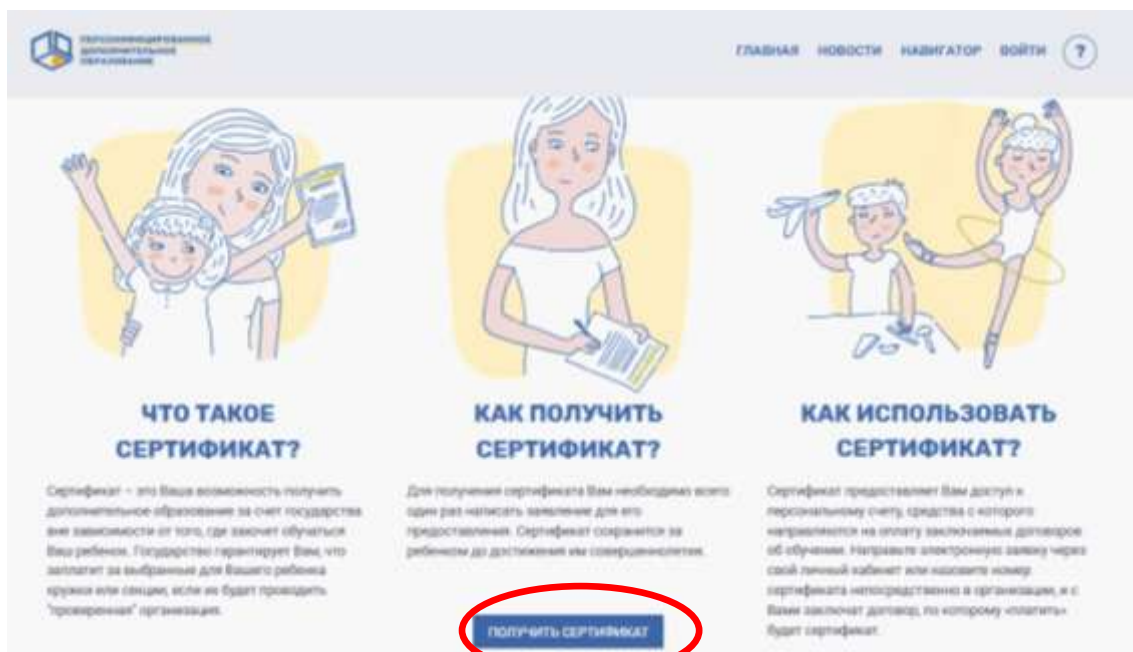 ПЕРСОНИФИЦИРОВАННОЕ
ДОПОЛНИТЕЛЬНОЕ
ОБРАЗОВАНИЕ
ГЛАВНАЯ НОВОСТИ НАВИГАТОР ВОЙТИ ?
ЧТО ТАКОЕ
СЕРТИФИКАТ?
Сертификат – это Ваша возможность получить
дополнительное образование за счет государства
вне зависимости от того, где захочет обучаться
Ваш ребенок. Государство гарантирует Вам, что
заплатит за выбранные для Вашего ребенка
кружки или секции, если их будет проводить
"проверенная" организация.
КАК ПОЛУЧИТЬ
СЕРТИФИКАТ?
Для получения сертификата Вам необходимо всего
один раз написать заявление для его
предоставления. Сертификат сохранится за
ребенком до достижения им совершеннолетия.
ПОЛУЧИТЬ СЕРТИФИКАТ
КАК ИСПОЛЬЗОВАТЬ
СЕРТИФИКАТ?
Сертификат предоставляет Вам доступ к
персональному счету, средства с которого
направляются на оплату заключаемых договоров
об обучении. Направьте электронную заявку через
свой личный кабинет или назовите номер
сертификата непосредственно в организации, и с
Вами заключат договор, по которому «платить»
будет сертификат.